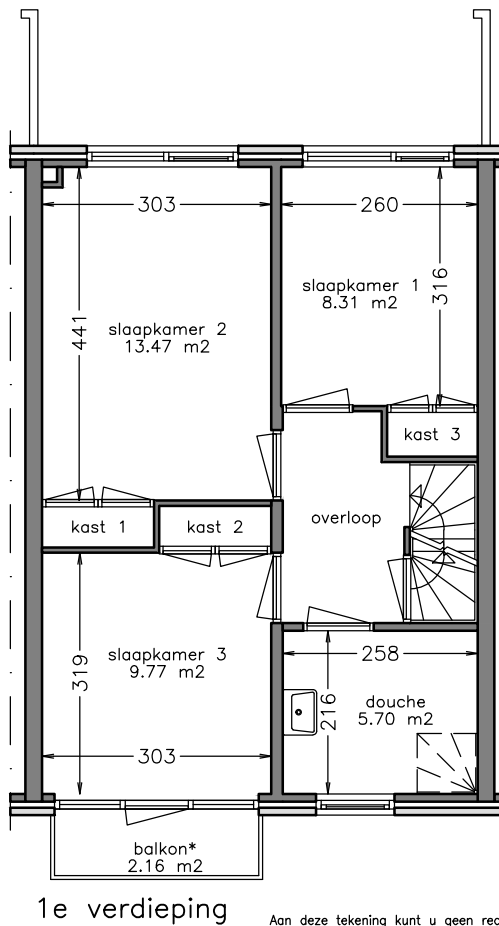 303
260
slaapkamer 1
8.31 m2
316
slaapkamer 2
13.47 m2
441
kast 3
kast 1
kast 2
overloop
slaapkamer 3
9.77 m2
319
258
216
douche
5.70 m2
303
balkon*
2.16 m2
1e verdieping
Aan deze tekening kunt u geen